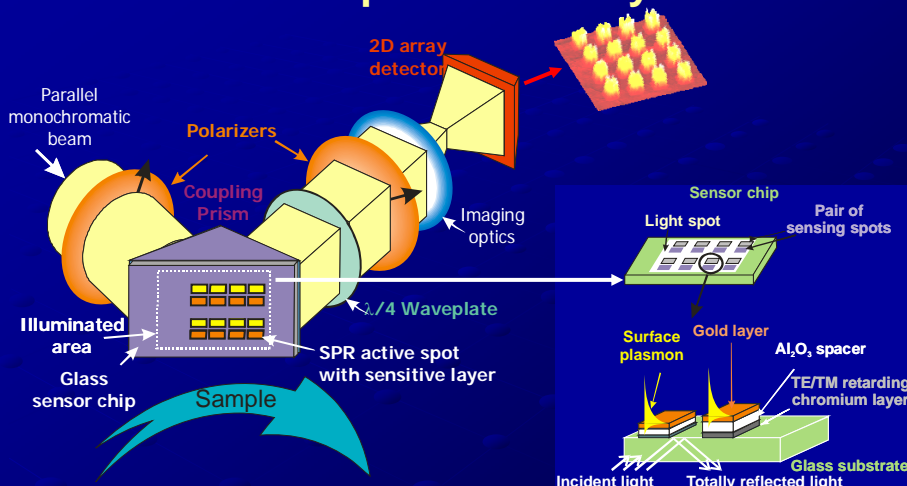 2D array
detector
Parallel
monochromatic
beam
Polarizers
Coupling
Prism
Imaging
optics
λ/4 Waveplate
Illuminated
area
SPR active spot
with sensitive layer
Glass
sensor chip
Sample
Sensor chip
Light spot
Pair of
sensing spots
Surface
plasmon
Gold layer
Al₂O₃ spacer
TE/TM retarding
chromium layer
Glass substrate
Incident light
Totally reflected light